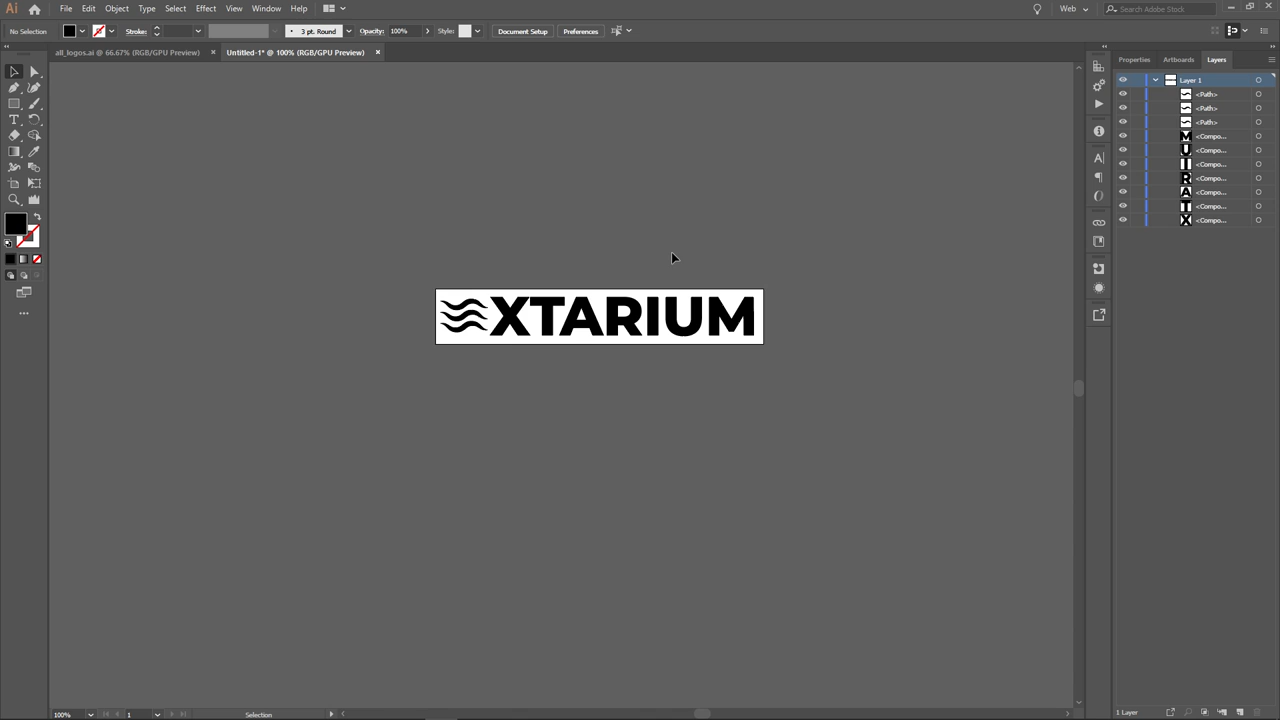 Ai File Edit Object Type Select Effect View Window Help Web Search Adobe Stock
No Selection Stroke: 3 pt. Round Opacity: 100% Style: Document Setup Preferences
all_logos.ai @ 66.67% (RGB/GPU Preview) Untitled-1* @ 100% (RGB/GPU Preview)
Properties Artboards Layers
Layer 1
<Path>
<Path>
<Path>
<Compo...
<Compo...
<Compo...
<Compo...
<Compo...
<Compo...
<Compo...
XTARIUM
100% 1 Selection 1 Layer